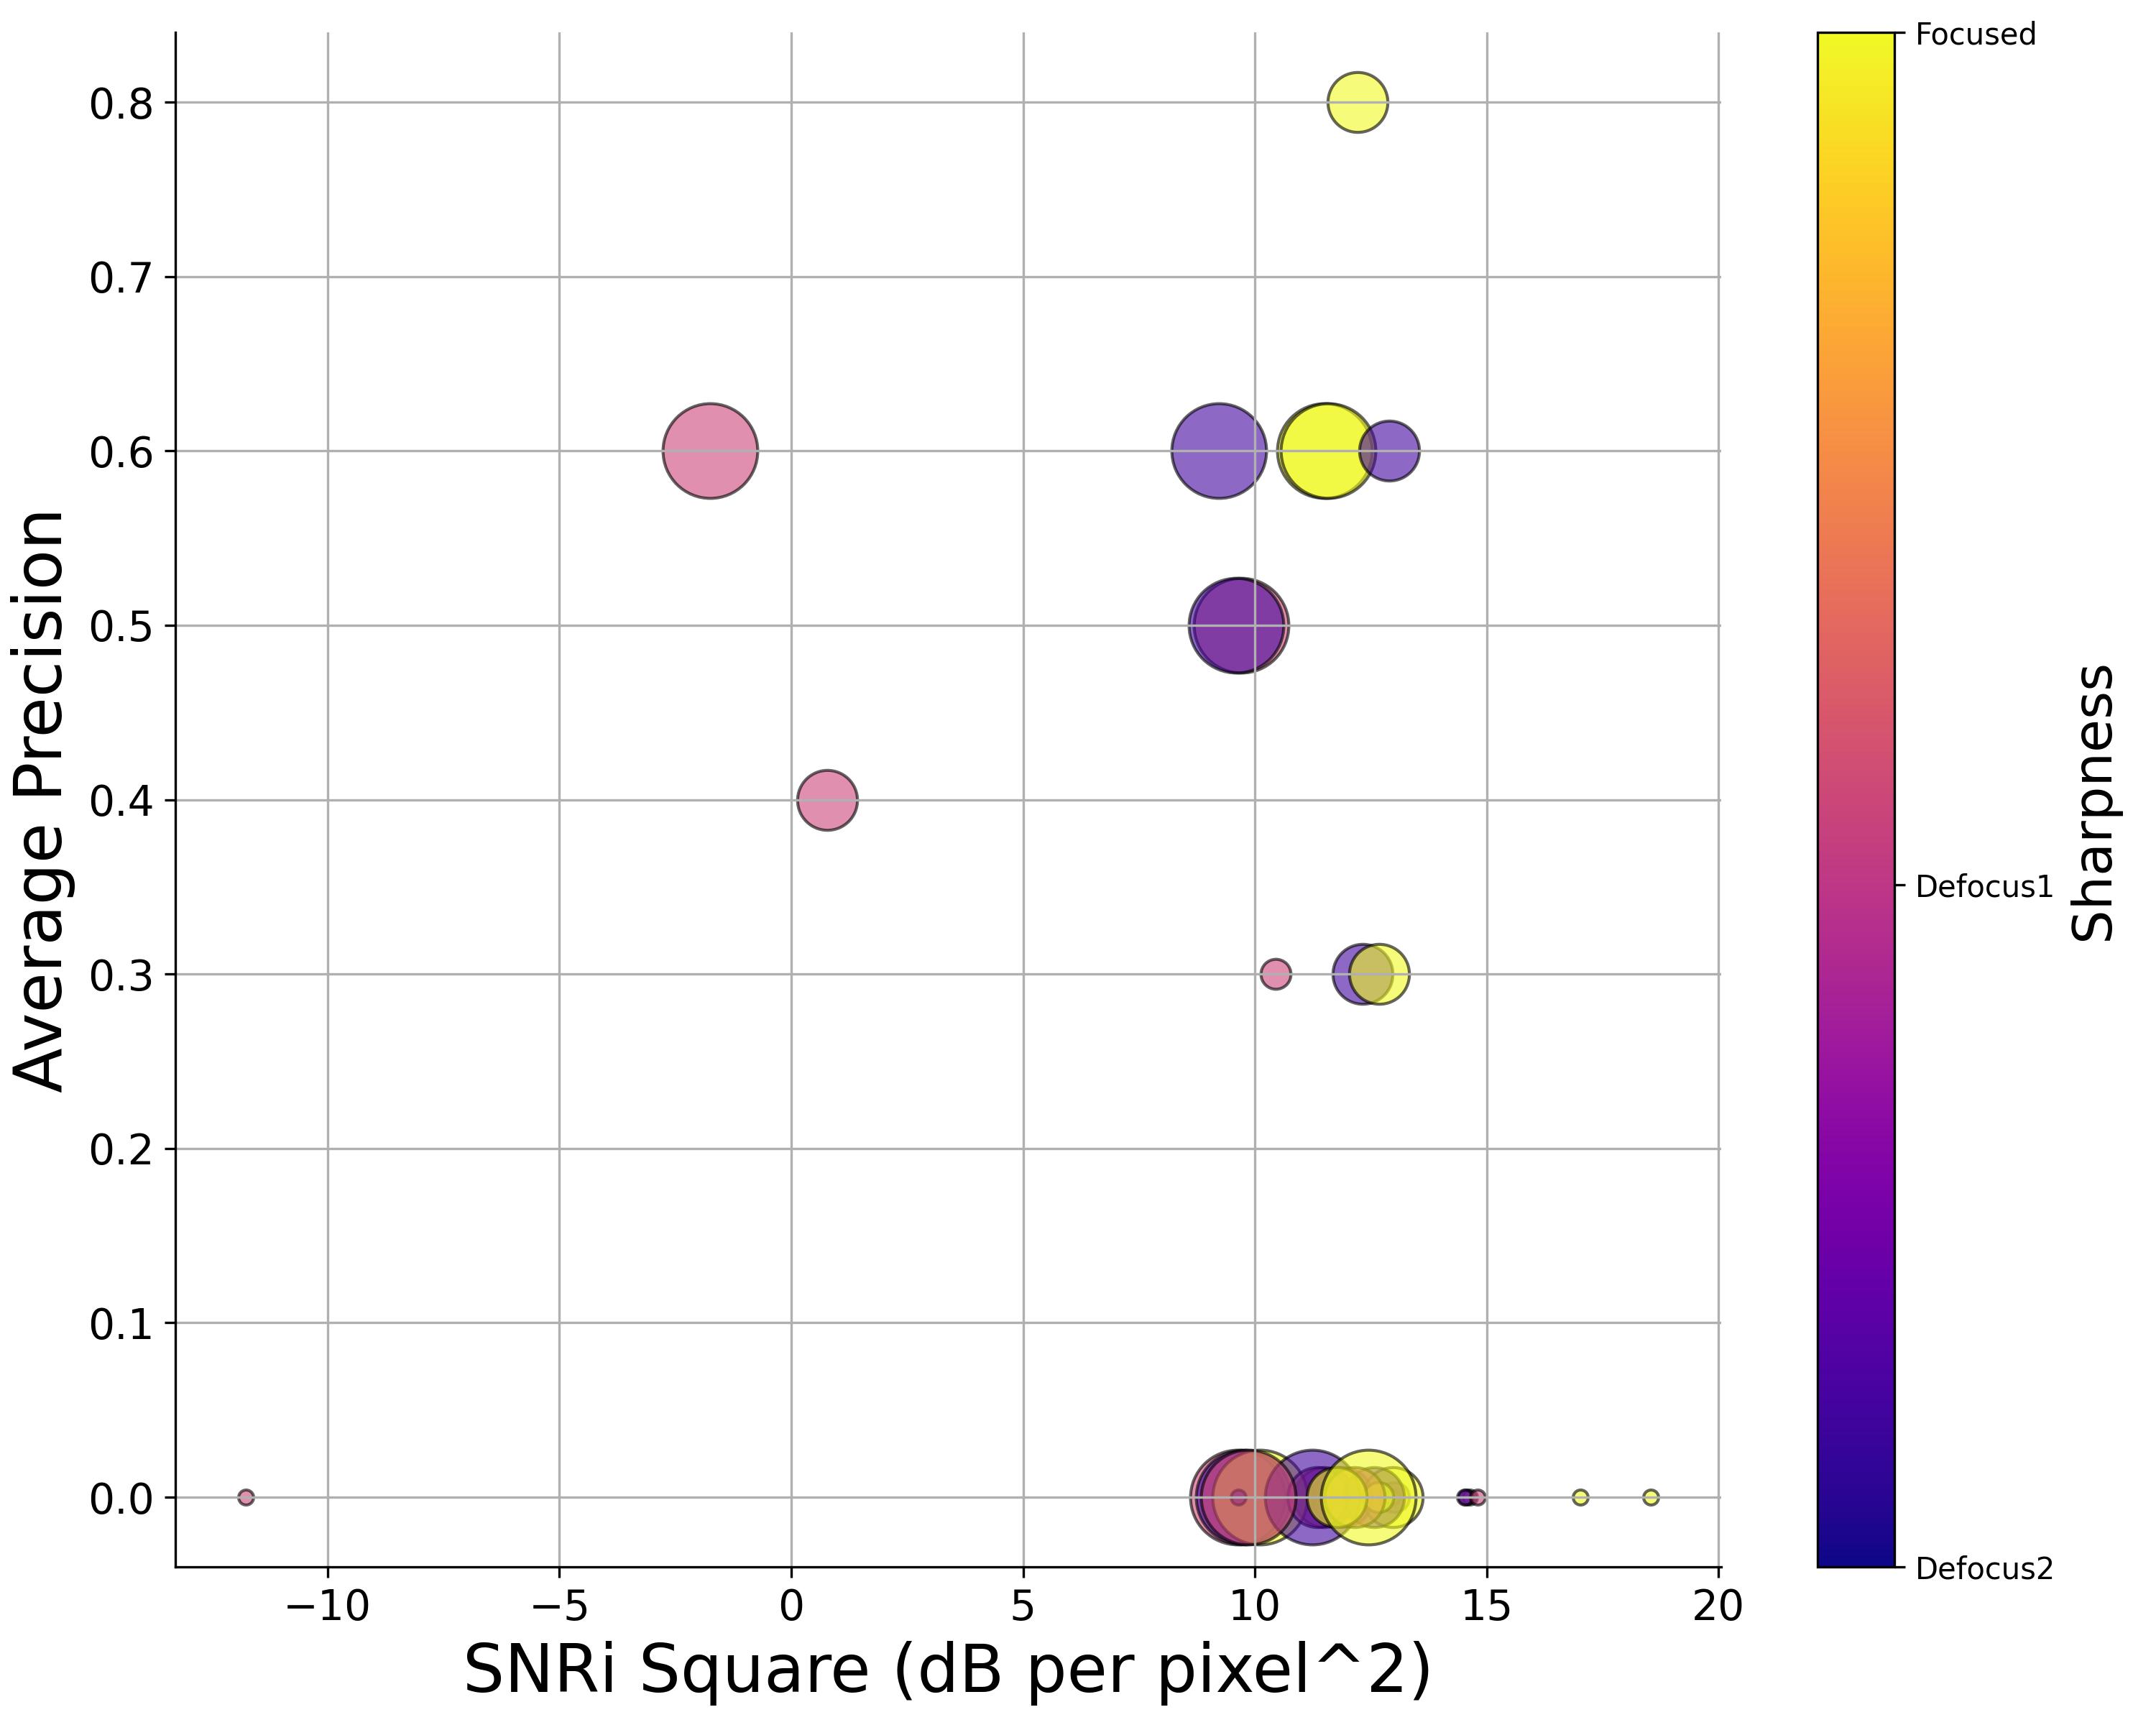 Average Precision
0.8
0.7
0.6
0.5
0.4
0.3
0.2
0.1
0.0
−10 −5 0 5 10 15 20
SNRi Square (dB per pixel^2)
Focused
Defocus1
Defocus2
Sharpness